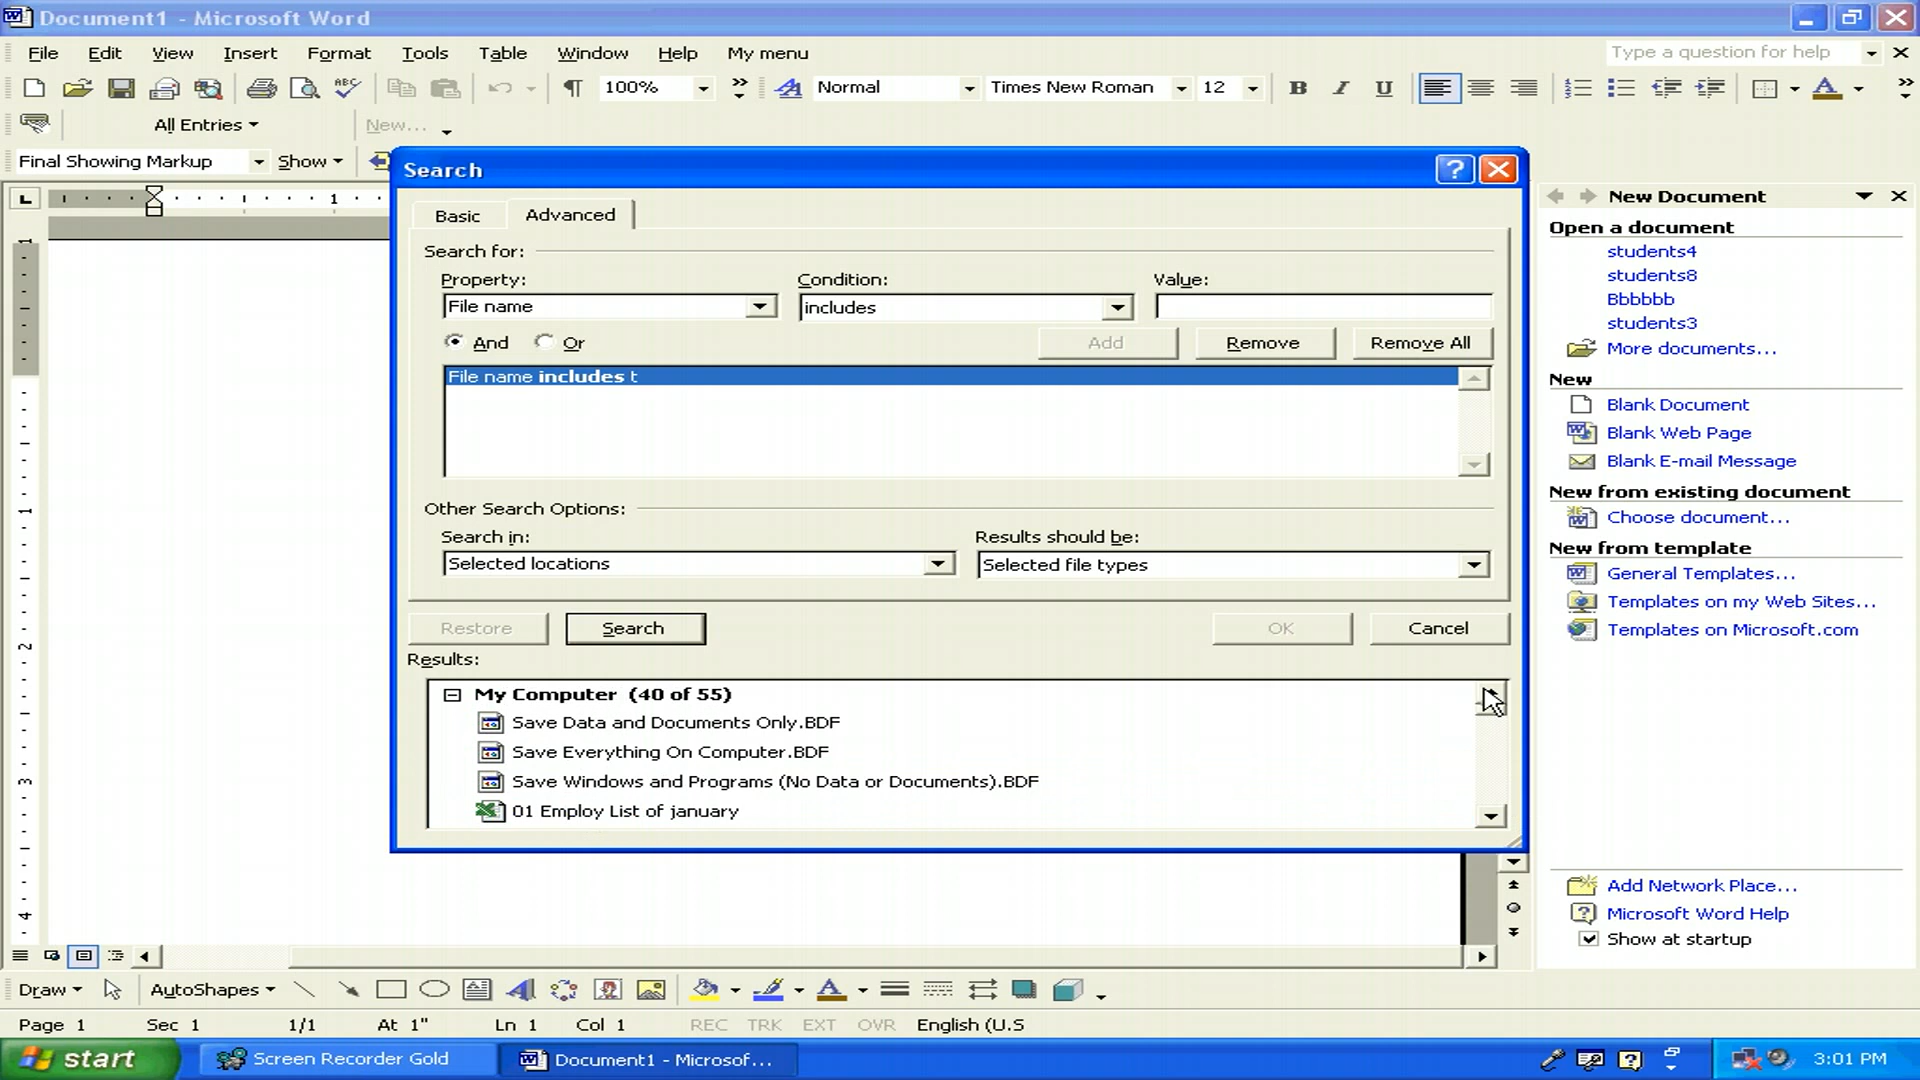 Document1 - Microsoft Word
File Edit View Insert Format Tools Table Window Help My menu
Type a question for help
100% Normal Times New Roman 12 B I U
All Entries New...
Final Showing Markup Show
Search
Basic Advanced
Search for:
Property: Condition: Value:
File name includes
And Or Add Remove Remove All
File name includes t
Other Search Options:
Search in: Results should be:
Selected locations Selected file types
Restore Search OK Cancel
Results:
My Computer (40 of 55)
Save Data and Documents Only.BDF
Save Everything On Computer.BDF
Save Windows and Programs (No Data or Documents).BDF
01 Employ List of january
New Document
Open a document
students4
students8
Bbbbbb
students3
More documents...
New
Blank Document
Blank Web Page
Blank E-mail Message
New from existing document
Choose document...
New from template
General Templates...
Templates on my Web Sites...
Templates on Microsoft.com
Add Network Place...
Microsoft Word Help
Show at startup
Draw AutoShapes
Page 1 Sec 1 1/1 At 1" Ln 1 Col 1 REC TRK EXT OVR English (U.S
start Screen Recorder Gold Document1 - Microsof... 3:01 PM